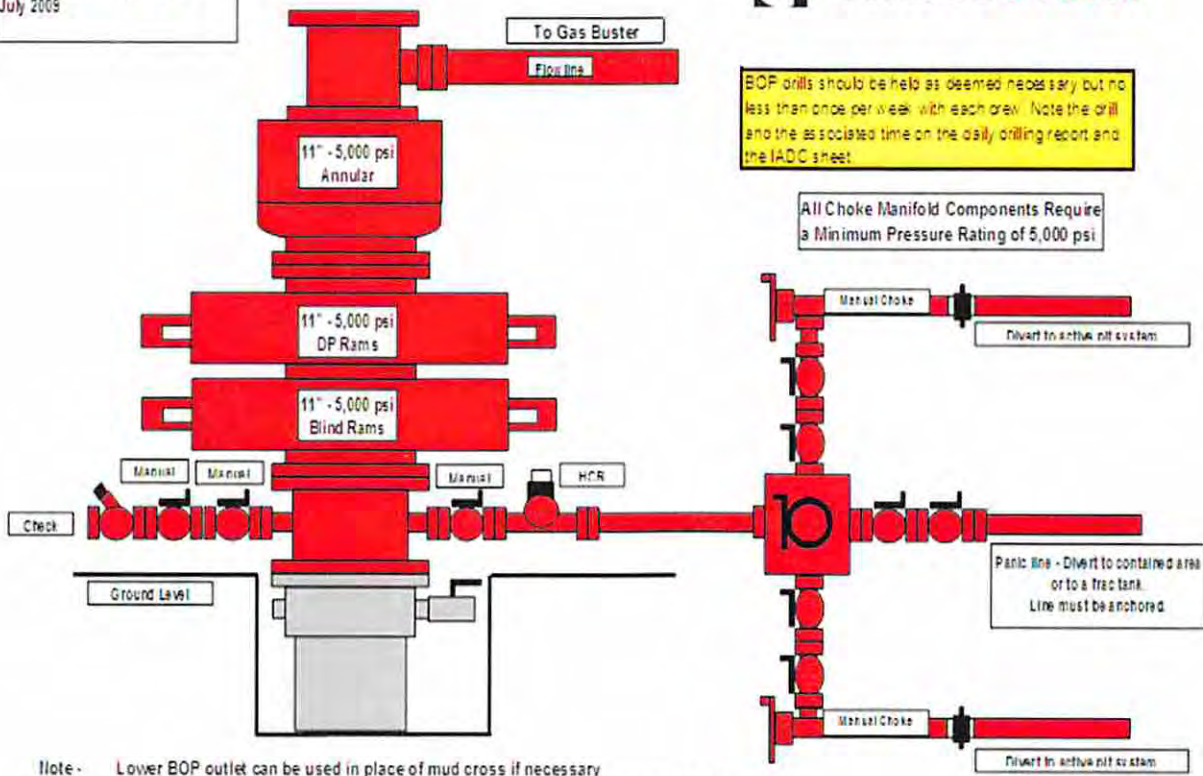 July 2009
To Gas Buster
Flow line
BOP drills should be held as deemed necessary but no
less than once per week with each crew. Note the drill
and the associated time on the daily drilling report and
the IADC sheet.
11" - 5,000 psi
Annular
All Choke Manifold Components Require
a Minimum Pressure Rating of 5,000 psi
Manual Choke
Divert to active pit system
11" - 5,000 psi
DP Rams
11" - 5,000 psi
Blind Rams
Manual
Manual
Manual
HCR
Check
Panic line - Divert to contained area
or to a frac tank.
Line must be anchored.
Ground Level
Manual Choke
Divert to active pit system
Note - Lower BOP outlet can be used in place of mud cross if necessary